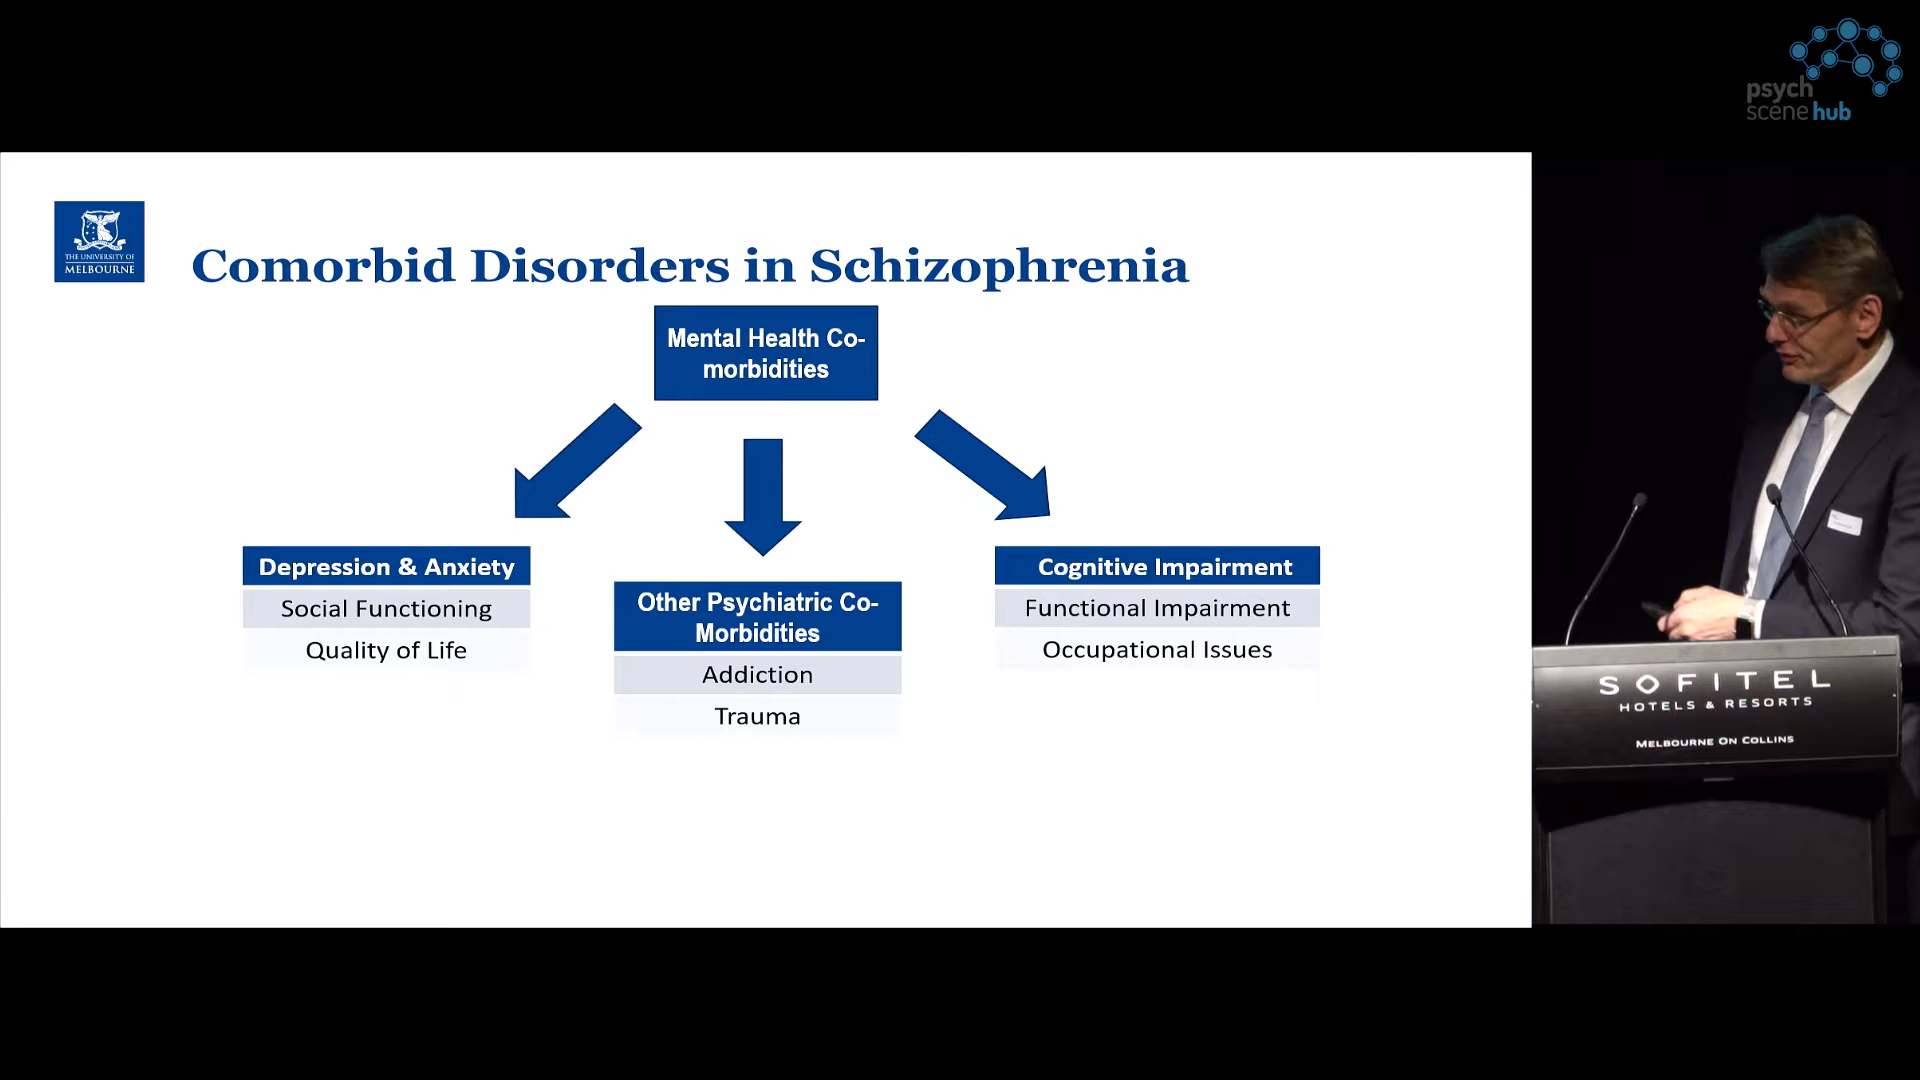 psych
scene hub
THE UNIVERSITY OF
MELBOURNE
Comorbid Disorders in Schizophrenia
Mental Health Co-
morbidities
Depression & Anxiety
Social Functioning
Quality of Life
Other Psychiatric Co-
Morbidities
Addiction
Trauma
Cognitive Impairment
Functional Impairment
Occupational Issues
SOFITEL
HOTELS & RESORTS
MELBOURNE ON COLLINS